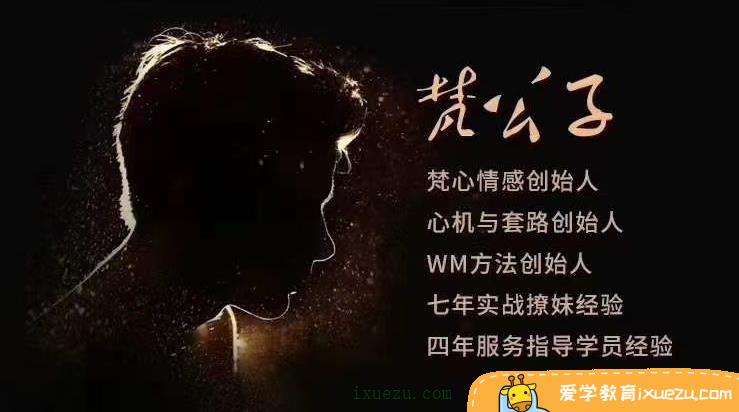 梵公子
梵心情感创始人
心机与套路创始人
WM方法创始人
七年实战撩妹经验
四年服务指导学员经验
ixuezu.com
爱学教育ixuezu.com